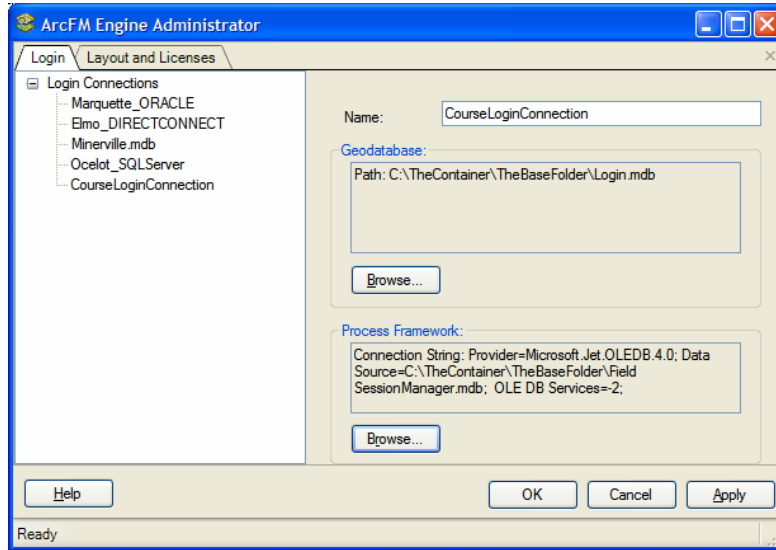 ArcFM Engine Administrator
Login
Layout and Licenses
Login Connections
Marquette_ORACLE
Elmo_DIRECTCONNECT
Minerville.mdb
Ocelot_SQLServer
CourseLoginConnection
Name:
CourseLoginConnection
Geodatabase:
Path: C:\TheContainer\TheBaseFolder\Login.mdb
Browse...
Process Framework:
Connection String: Provider=Microsoft.Jet.OLEDB.4.0; Data
Source=C:\TheContainer\TheBaseFolder\Field
SessionManager.mdb;  OLE DB Services=-2;
Browse...
Help
OK
Cancel
Apply
Ready